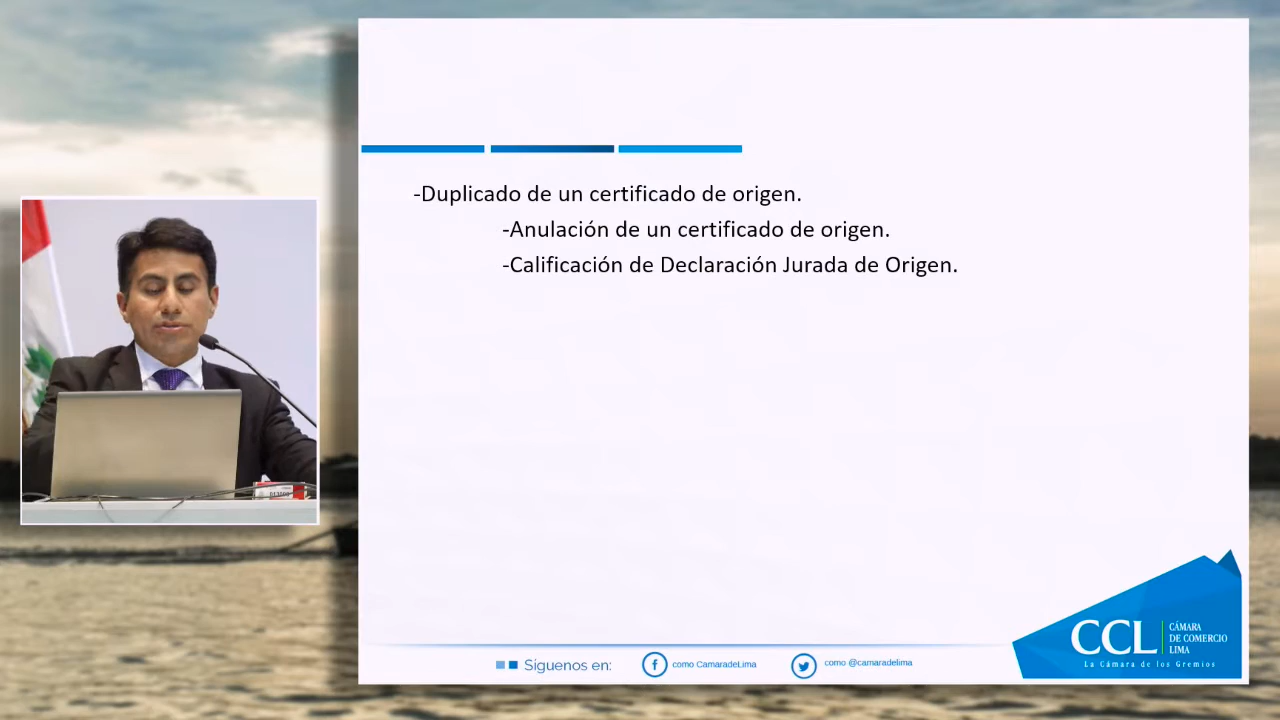 -Duplicado de un certificado de origen.
-Anulación de un certificado de origen.
-Calificación de Declaración Jurada de Origen.
CCL
CÁMARA
DE COMERCIO
LIMA
La Cámara de los Gremios
Síguenos en:
como CamaradeLima
como @camaradelima